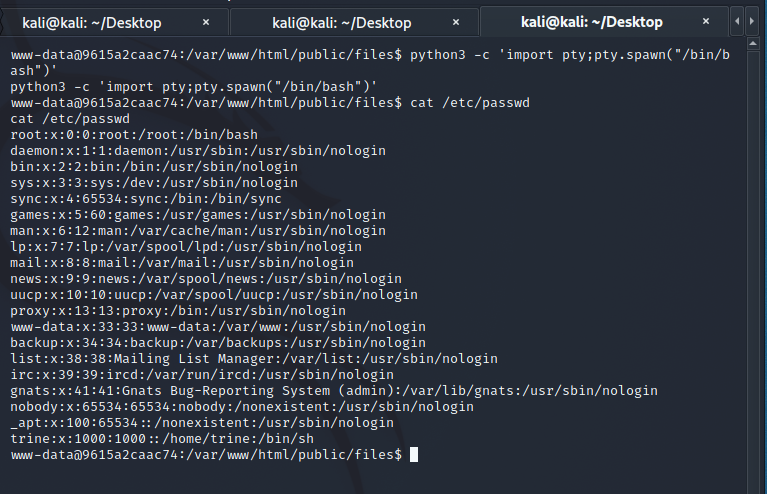 kali@kali: ~/Desktop × kali@kali: ~/Desktop × kali@kali: ~/Desktop ×
www-data@9615a2caac74:/var/www/html/public/files$ python3 -c 'import pty;pty.spawn("/bin/b
ash")'
python3 -c 'import pty;pty.spawn("/bin/bash")'
www-data@9615a2caac74:/var/www/html/public/files$ cat /etc/passwd
cat /etc/passwd
root:x:0:0:root:/root:/bin/bash
daemon:x:1:1:daemon:/usr/sbin:/usr/sbin/nologin
bin:x:2:2:bin:/bin:/usr/sbin/nologin
sys:x:3:3:sys:/dev:/usr/sbin/nologin
sync:x:4:65534:sync:/bin:/bin/sync
games:x:5:60:games:/usr/games:/usr/sbin/nologin
man:x:6:12:man:/var/cache/man:/usr/sbin/nologin
lp:x:7:7:lp:/var/spool/lpd:/usr/sbin/nologin
mail:x:8:8:mail:/var/mail:/usr/sbin/nologin
news:x:9:9:news:/var/spool/news:/usr/sbin/nologin
uucp:x:10:10:uucp:/var/spool/uucp:/usr/sbin/nologin
proxy:x:13:13:proxy:/bin:/usr/sbin/nologin
www-data:x:33:33:www-data:/var/www:/usr/sbin/nologin
backup:x:34:34:backup:/var/backups:/usr/sbin/nologin
list:x:38:38:Mailing List Manager:/var/list:/usr/sbin/nologin
irc:x:39:39:ircd:/var/run/ircd:/usr/sbin/nologin
gnats:x:41:41:Gnats Bug-Reporting System (admin):/var/lib/gnats:/usr/sbin/nologin
nobody:x:65534:65534:nobody:/nonexistent:/usr/sbin/nologin
_apt:x:100:65534::/nonexistent:/usr/sbin/nologin
trine:x:1000:1000::/home/trine:/bin/sh
www-data@9615a2caac74:/var/www/html/public/files$